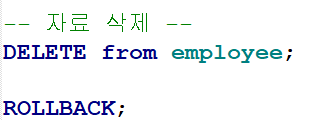 -- 자료 삭제 --
DELETE from employee;
ROLLBACK;